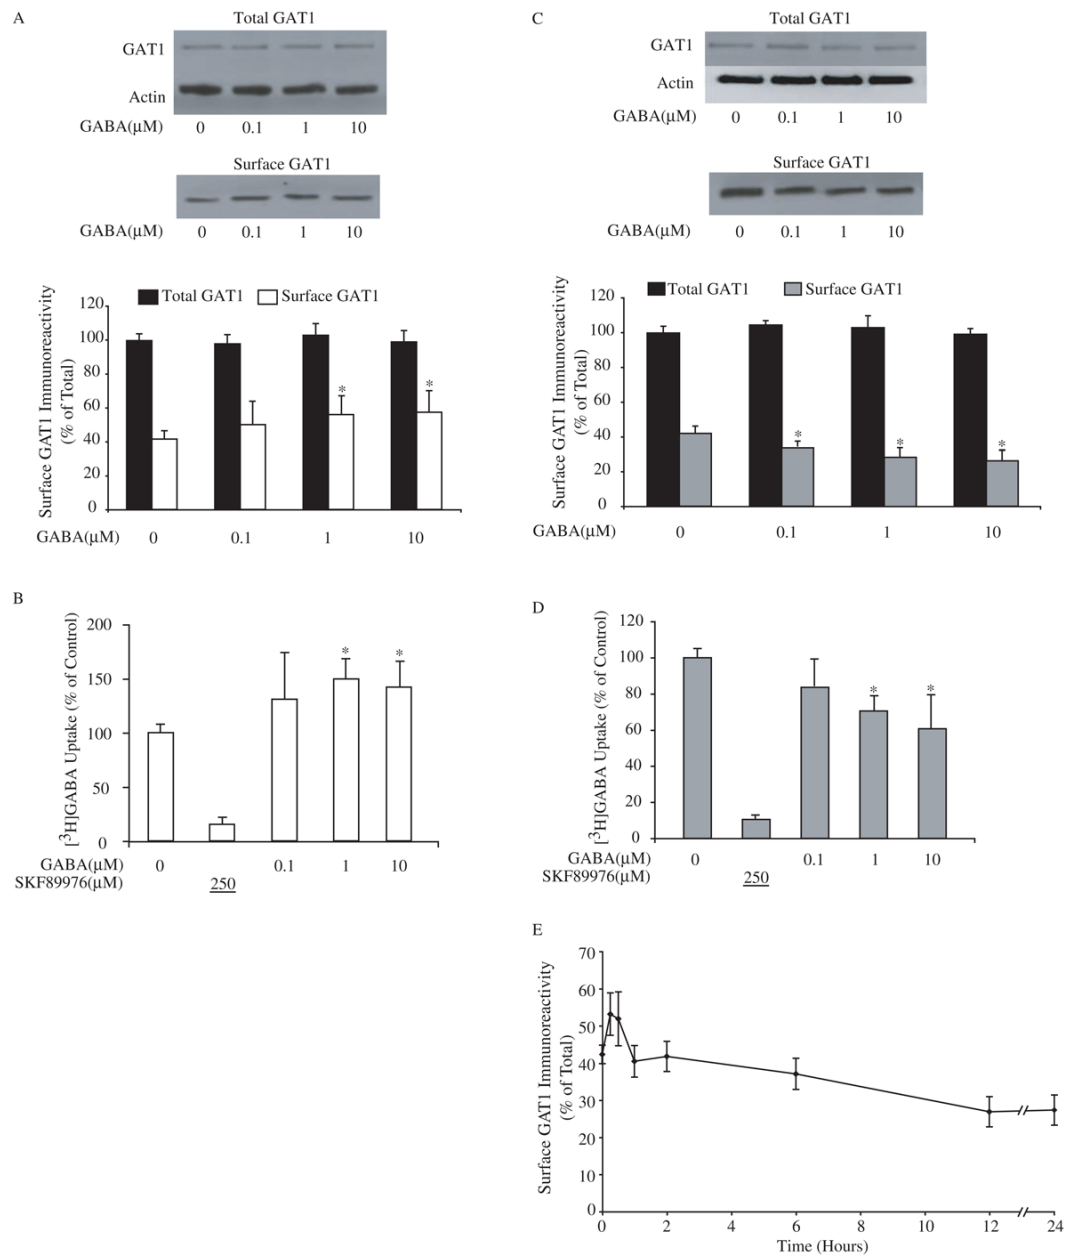 A
Total GAT1
GAT1
Actin
GABA(µM) 0 0.1 1 10
Surface GAT1
GABA(µM) 0 0.1 1 10
Total GAT1 Surface GAT1
Surface GAT1 Immunoreactivity
(% of Total)
120
100
80
60
40
20
0
* *
GABA(µM) 0 0.1 1 10
B
[³H]GABA Uptake (% of Control)
200
150
100
50
0
* *
GABA(µM) 0 0.1 1 10
SKF89976(µM) 250
C
Total GAT1
GAT1
Actin
GABA(µM) 0 0.1 1 10
Surface GAT1
GABA(µM) 0 0.1 1 10
Total GAT1 Surface GAT1
Surface GAT1 Immunoreactivity
(% of Total)
120
100
80
60
40
20
0
* * *
GABA(µM) 0 0.1 1 10
D
[³H]GABA Uptake (% of Control)
120
100
80
60
40
20
0
* *
GABA(µM) 0 0.1 1 10
SKF89976(µM) 250
E
Surface GAT1 Immunoreactivity
(% of Total)
70
60
50
40
30
20
10
0
0 2 4 6 8 10 12 24
Time (Hours)